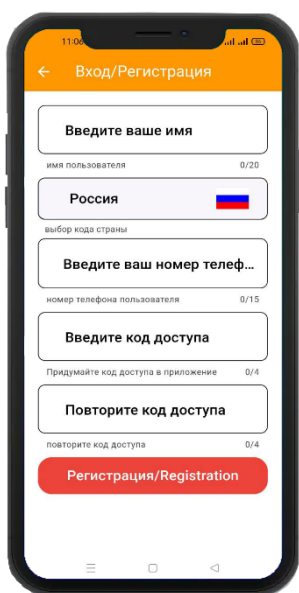 11:06
Вход/Регистрация
Введите ваше имя
имя пользователя 0/20
Россия
выбор кода страны
Введите ваш номер телеф...
номер телефона пользователя 0/15
Введите код доступа
Придумайте код доступа в приложение 0/4
Повторите код доступа
повторите код доступа 0/4
Регистрация/Registration